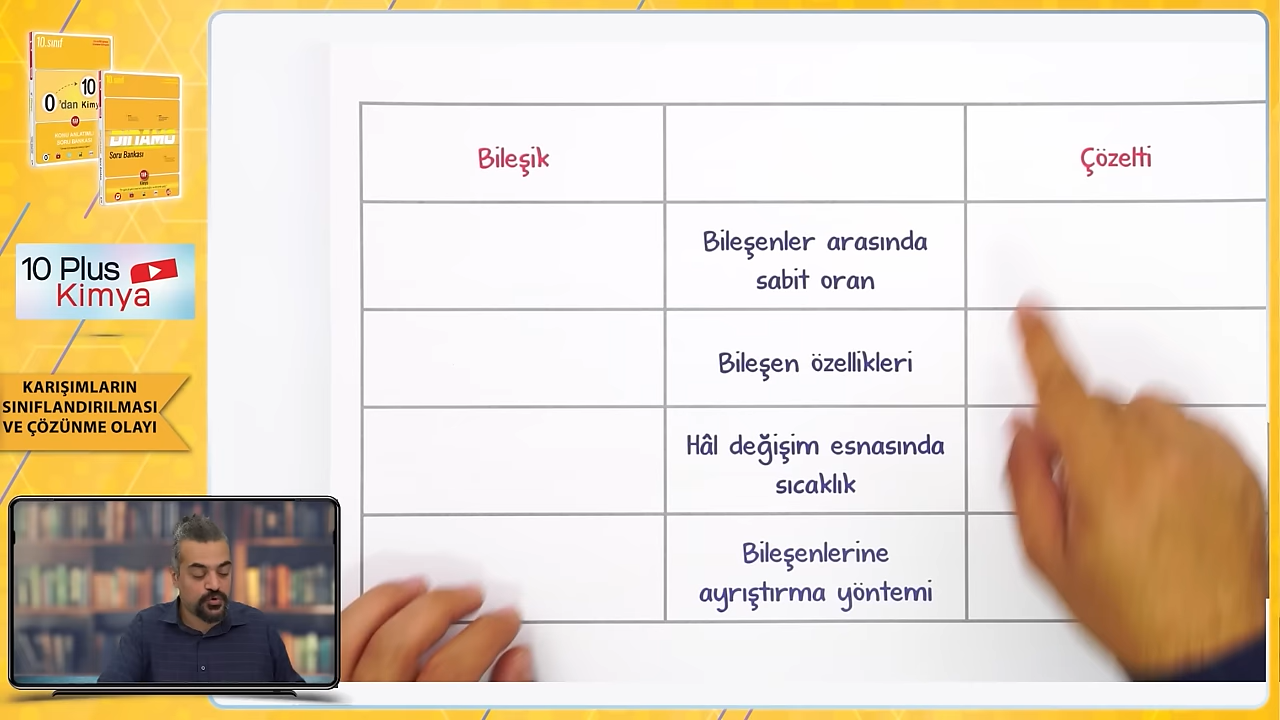 10.sınıf
0'dan 10
Kimya
DİNAMO
Soru Bankası
10 Plus
Kimya
KARIŞIMLARIN
SINIFLANDIRILMASI
VE ÇÖZÜNME OLAYI
Bileşik
Çözelti
Bileşenler arasında
sabit oran
Bileşen özellikleri
Hâl değişim esnasında
sıcaklık
Bileşenlerine
ayrıştırma yöntemi